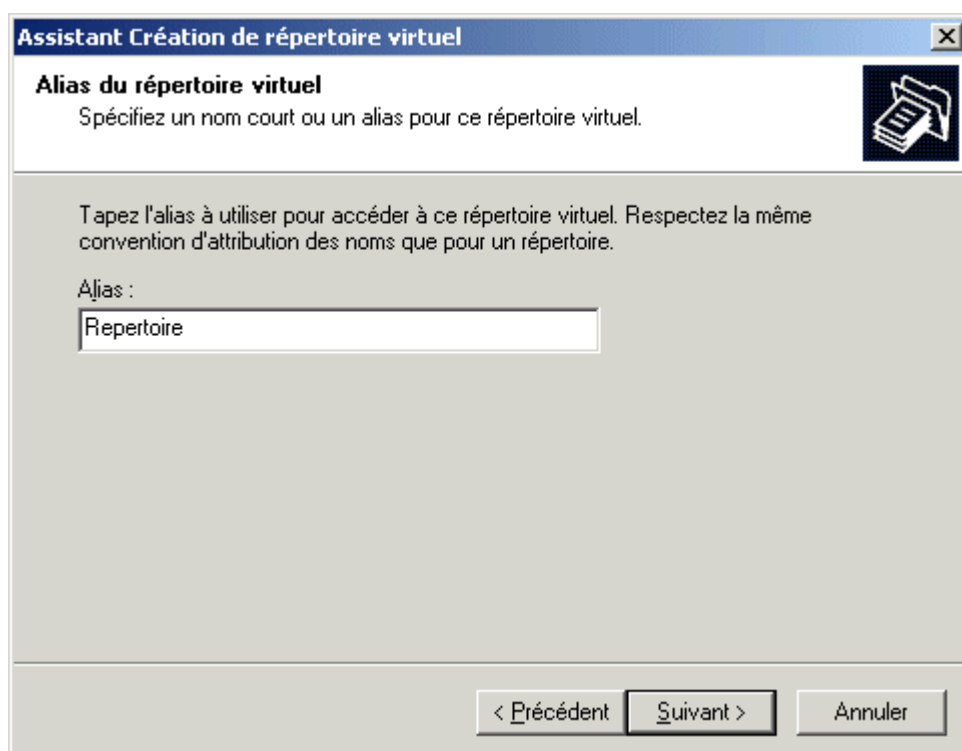 Assistant Création de répertoire virtuel
Alias du répertoire virtuel
Spécifiez un nom court ou un alias pour ce répertoire virtuel.
Tapez l'alias à utiliser pour accéder à ce répertoire virtuel. Respectez la même
convention d'attribution des noms que pour un répertoire.
Alias :
Repertoire
< Précédent Suivant > Annuler